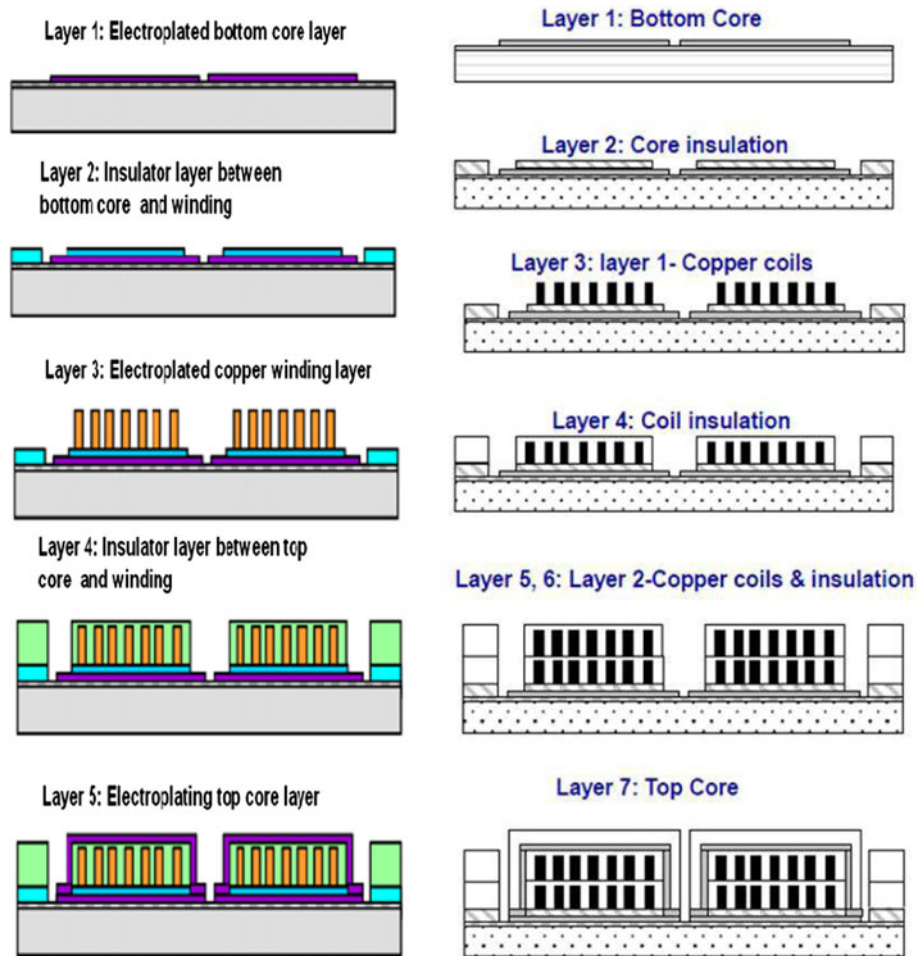 Layer 1: Electroplated bottom core layer
Layer 2: Insulator layer between
bottom core and winding
Layer 3: Electroplated copper winding layer
Layer 4: Insulator layer between top
core and winding
Layer 5: Electroplating top core layer
Layer 1: Bottom Core
Layer 2: Core insulation
Layer 3: layer 1- Copper coils
Layer 4: Coil insulation
Layer 5, 6: Layer 2-Copper coils & insulation
Layer 7: Top Core